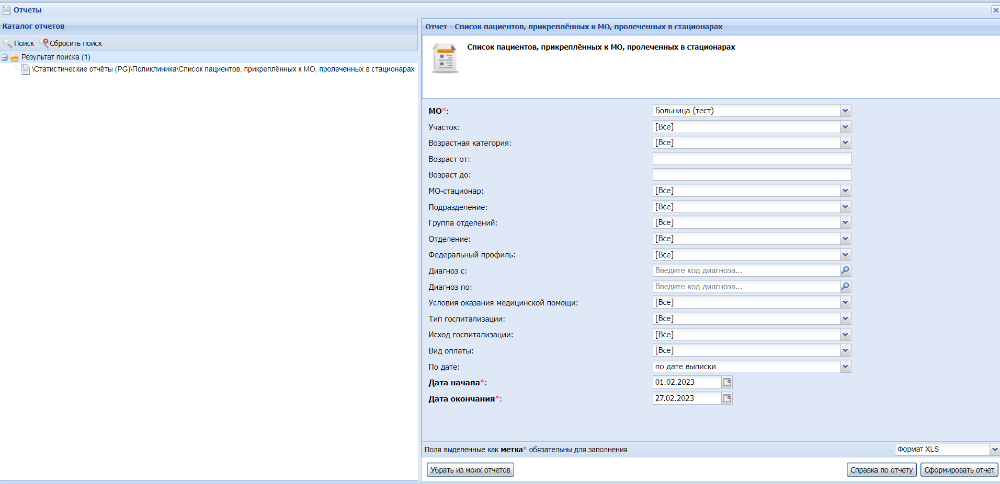 Отчеты
Каталог отчетов
Поиск Сбросить поиск
Результат поиска (1)
\Статистические отчёты (PG)\Поликлиника\Список пациентов, прикреплённых к МО, пролеченных в стационарах
Отчет - Список пациентов, прикреплённых к МО, пролеченных в стационарах
Список пациентов, прикреплённых к МО, пролеченных в стационарах
МО*: Больница (тест)
Участок: [Все]
Возрастная категория: [Все]
Возраст от:
Возраст до:
МО-стационар: [Все]
Подразделение: [Все]
Группа отделений: [Все]
Отделение: [Все]
Федеральный профиль: [Все]
Диагноз с: Введите код диагноза...
Диагноз по: Введите код диагноза...
Условия оказания медицинской помощи: [Все]
Тип госпитализации: [Все]
Исход госпитализации: [Все]
Вид оплаты: [Все]
По дате: по дате выписки
Дата начала*: 01.02.2023
Дата окончания*: 27.02.2023
Поля выделенные как метка* обязательны для заполнения Формат XLS
Убрать из моих отчетов Справка по отчету Сформировать отчет